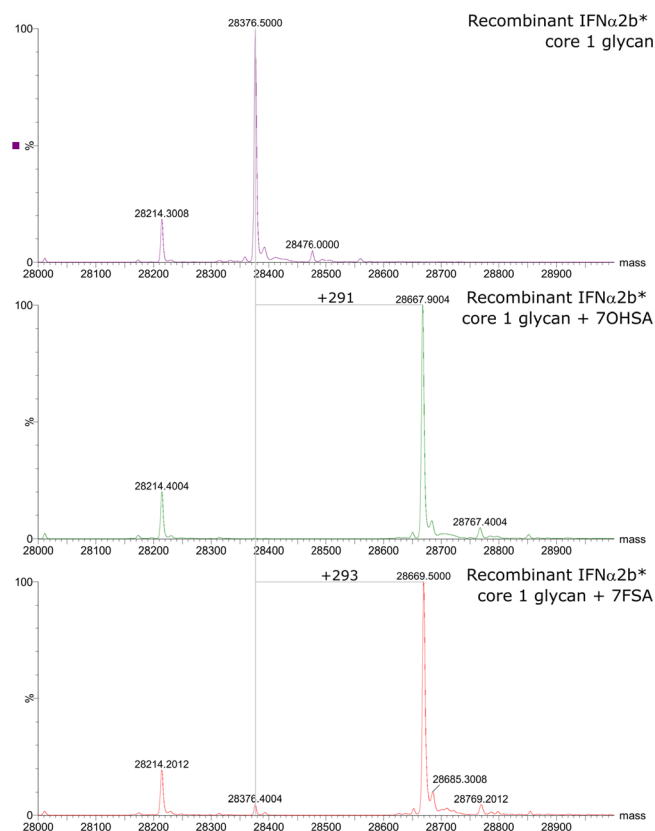 Recombinant IFNα2b*
core 1 glycan
28376.5000
100
%
28214.3008
28476.0000
0
28000 28100 28200 28300 28400 28500 28600 28700 28800 28900 mass
+291
28667.9004
Recombinant IFNα2b*
core 1 glycan + 7OHSA
100
%
28214.4004
28767.4004
0
28000 28100 28200 28300 28400 28500 28600 28700 28800 28900 mass
+293
28669.5000
Recombinant IFNα2b*
core 1 glycan + 7FSA
100
%
28214.2012
28376.4004
28685.3008
28769.2012
0
28000 28100 28200 28300 28400 28500 28600 28700 28800 28900 mass